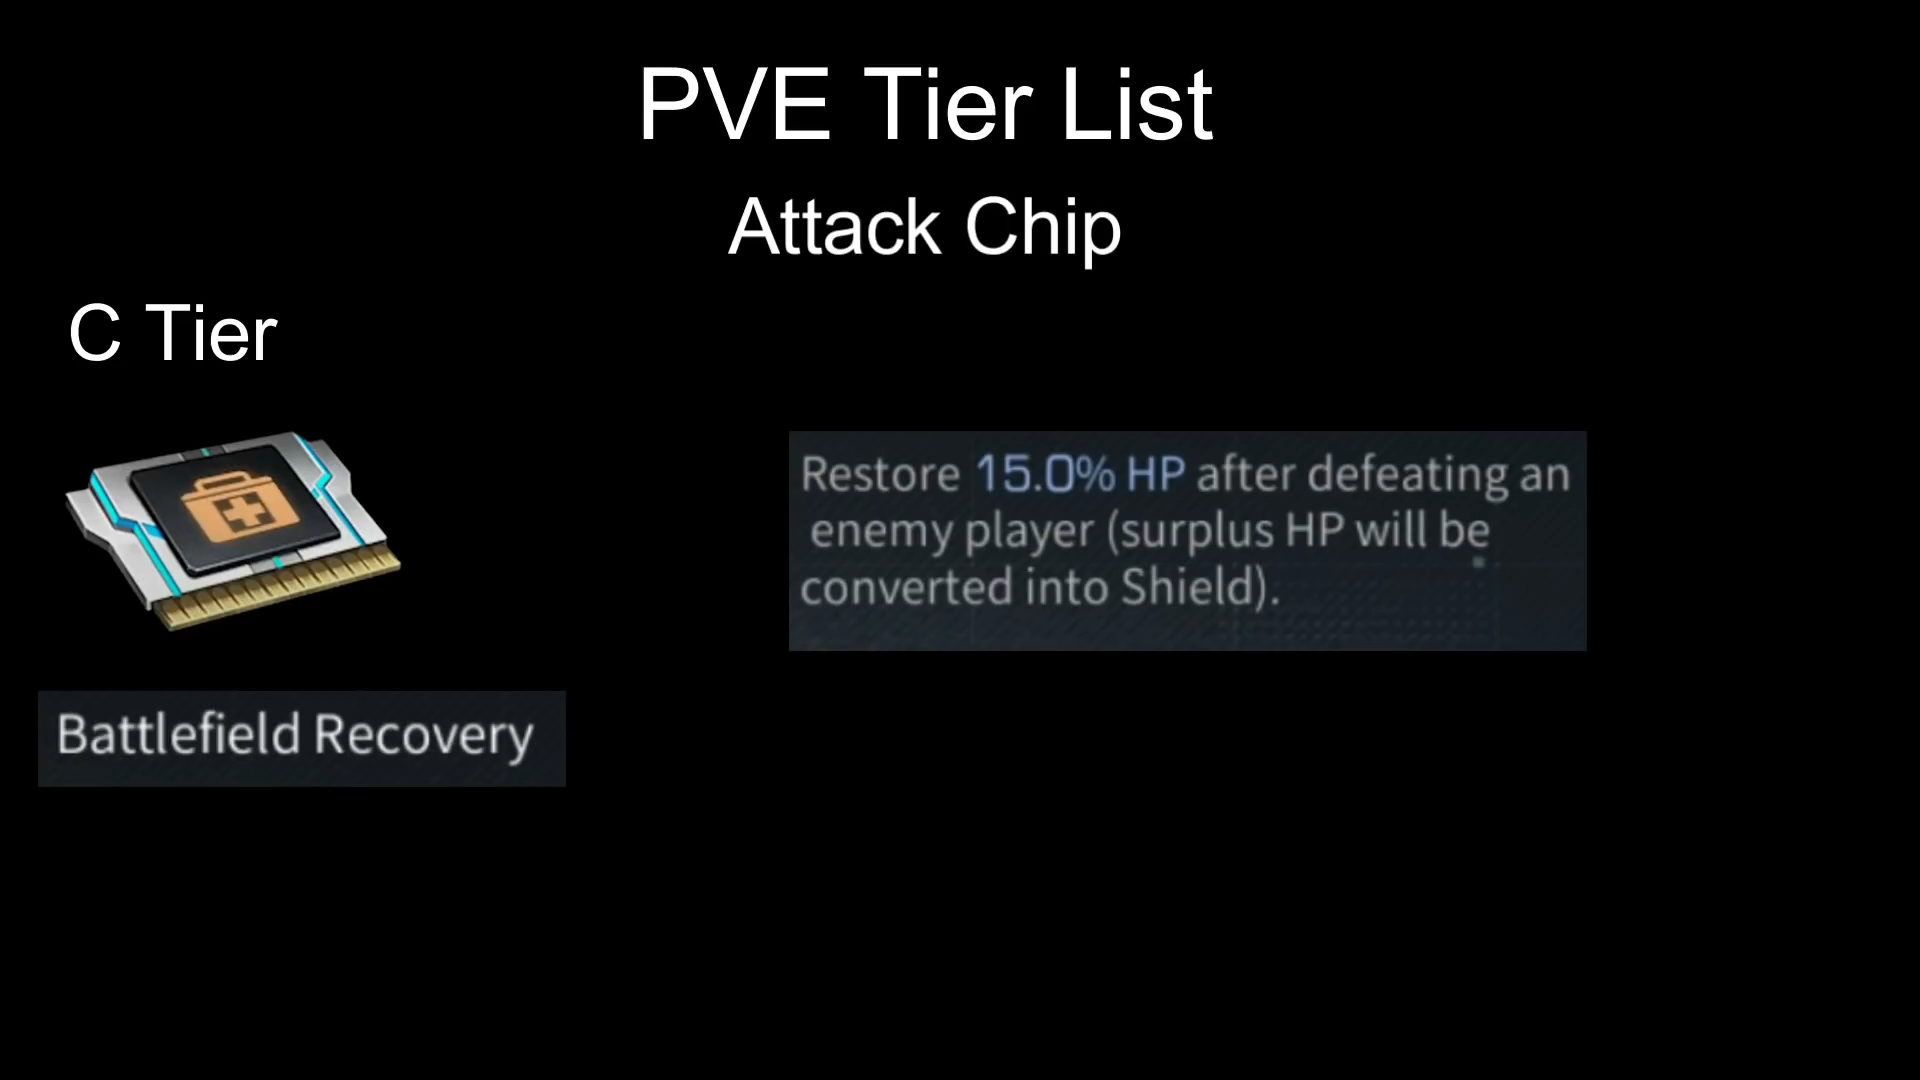 PVE Tier List
Attack Chip
C Tier
Restore 15.0% HP after defeating an
enemy player (surplus HP will be
converted into Shield).
Battlefield Recovery